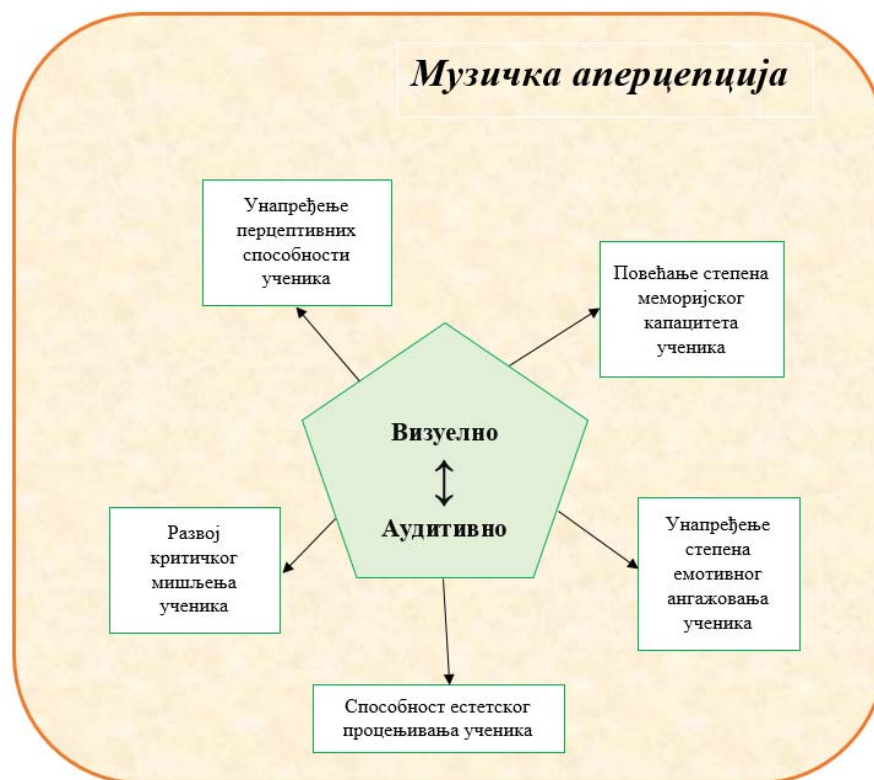 Музичка аперцепција
Унапређење
перцептивних
способности
ученика
Повећање степена
меморијског
капацитета
ученика
Визуелно
↕
Аудитивно
Развој
критичког
мишљења
ученика
Унапређење
степена
емотивног
ангажовања
ученика
Способност естетског
процењивања ученика